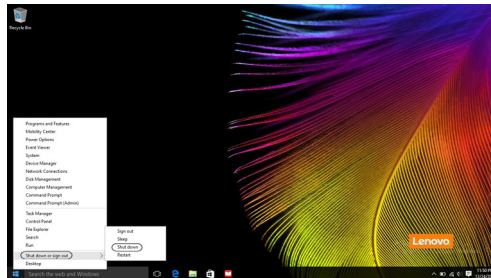 Recycle Bin
Programs and Features
Mobility Center
Power Options
Event Viewer
System
Device Manager
Network Connections
Disk Management
Computer Management
Command Prompt
Command Prompt (Admin)
Task Manager
Control Panel
File Explorer
Search
Run
Shut down or sign out
Desktop
Sign out
Sleep
Shut down
Restart
Lenovo
Search the web and Windows